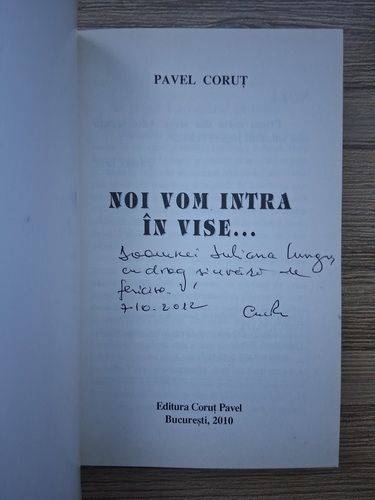 PAVEL CORUȚ
NOI VOM INTRA
ÎN VISE...
Doamnei Iuliana Lungu,
cu drag și urări de
fericire.
7-10.2012
Editura Coruț Pavel
București, 2010